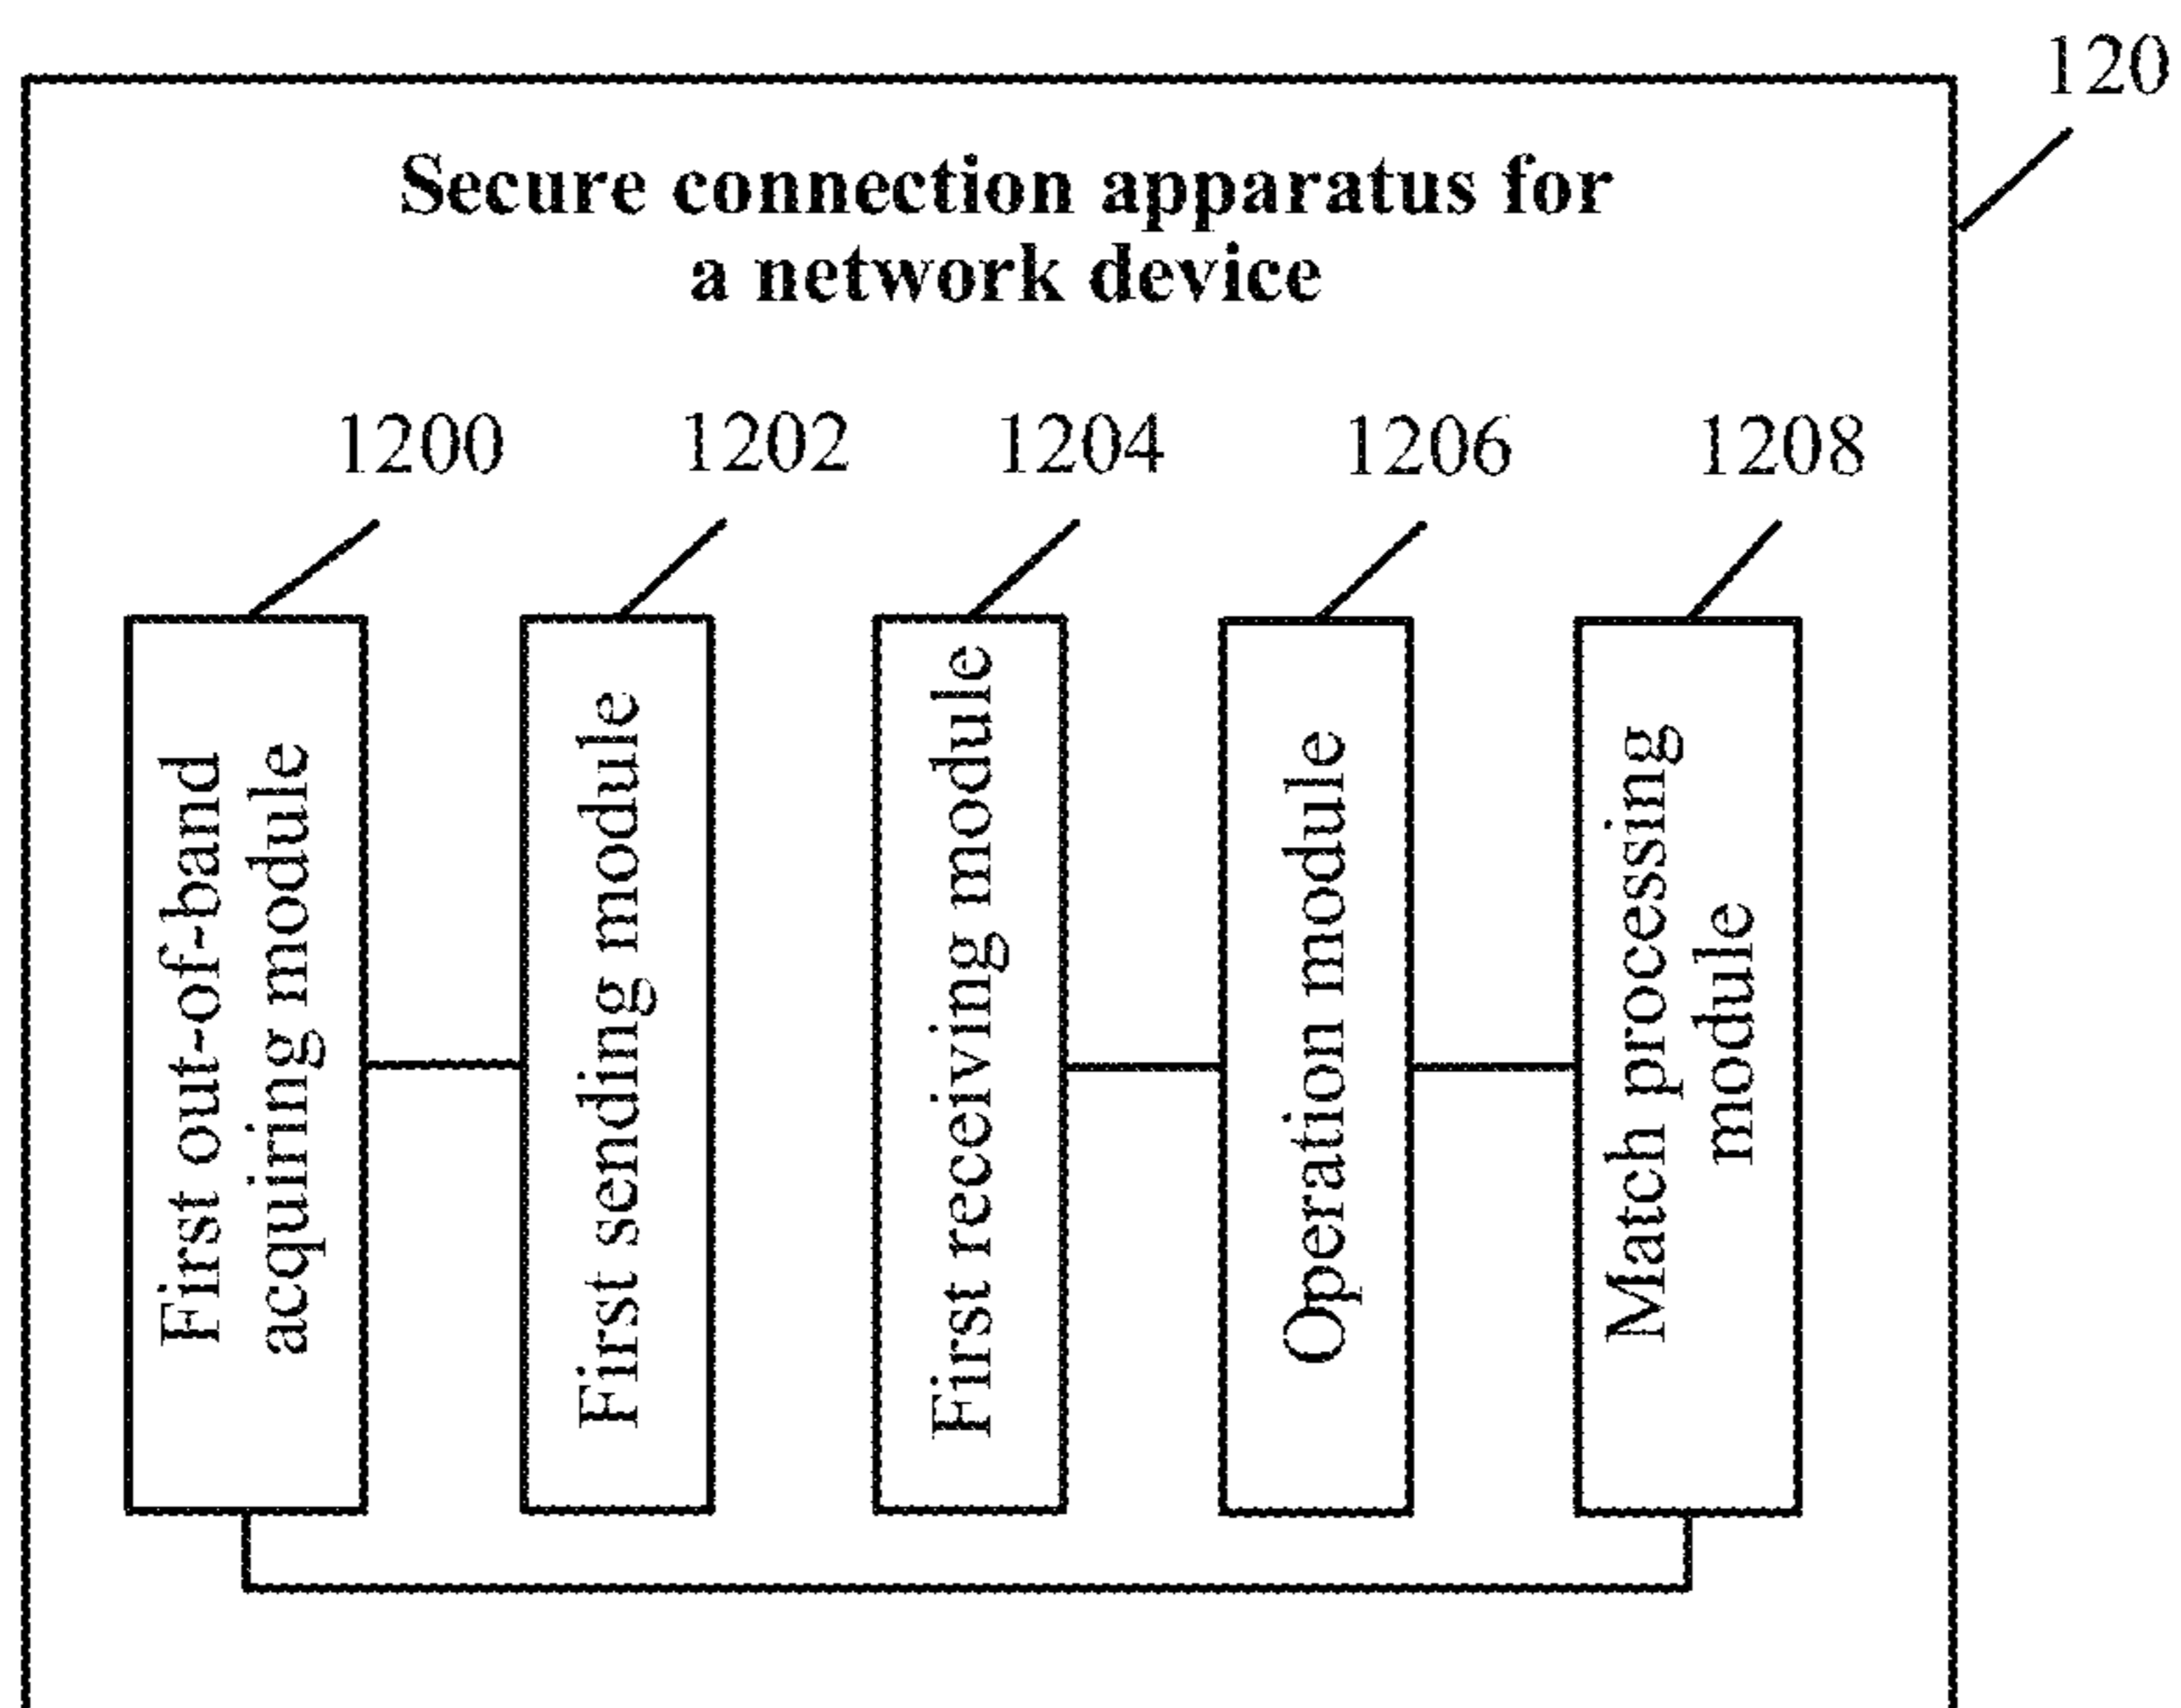 120
Secure connection apparatus for
a network device
1200
1202
1204
1206
1208
First out-of-band
acquiring module
First sending module
First receiving module
Operation module
Match processing
module